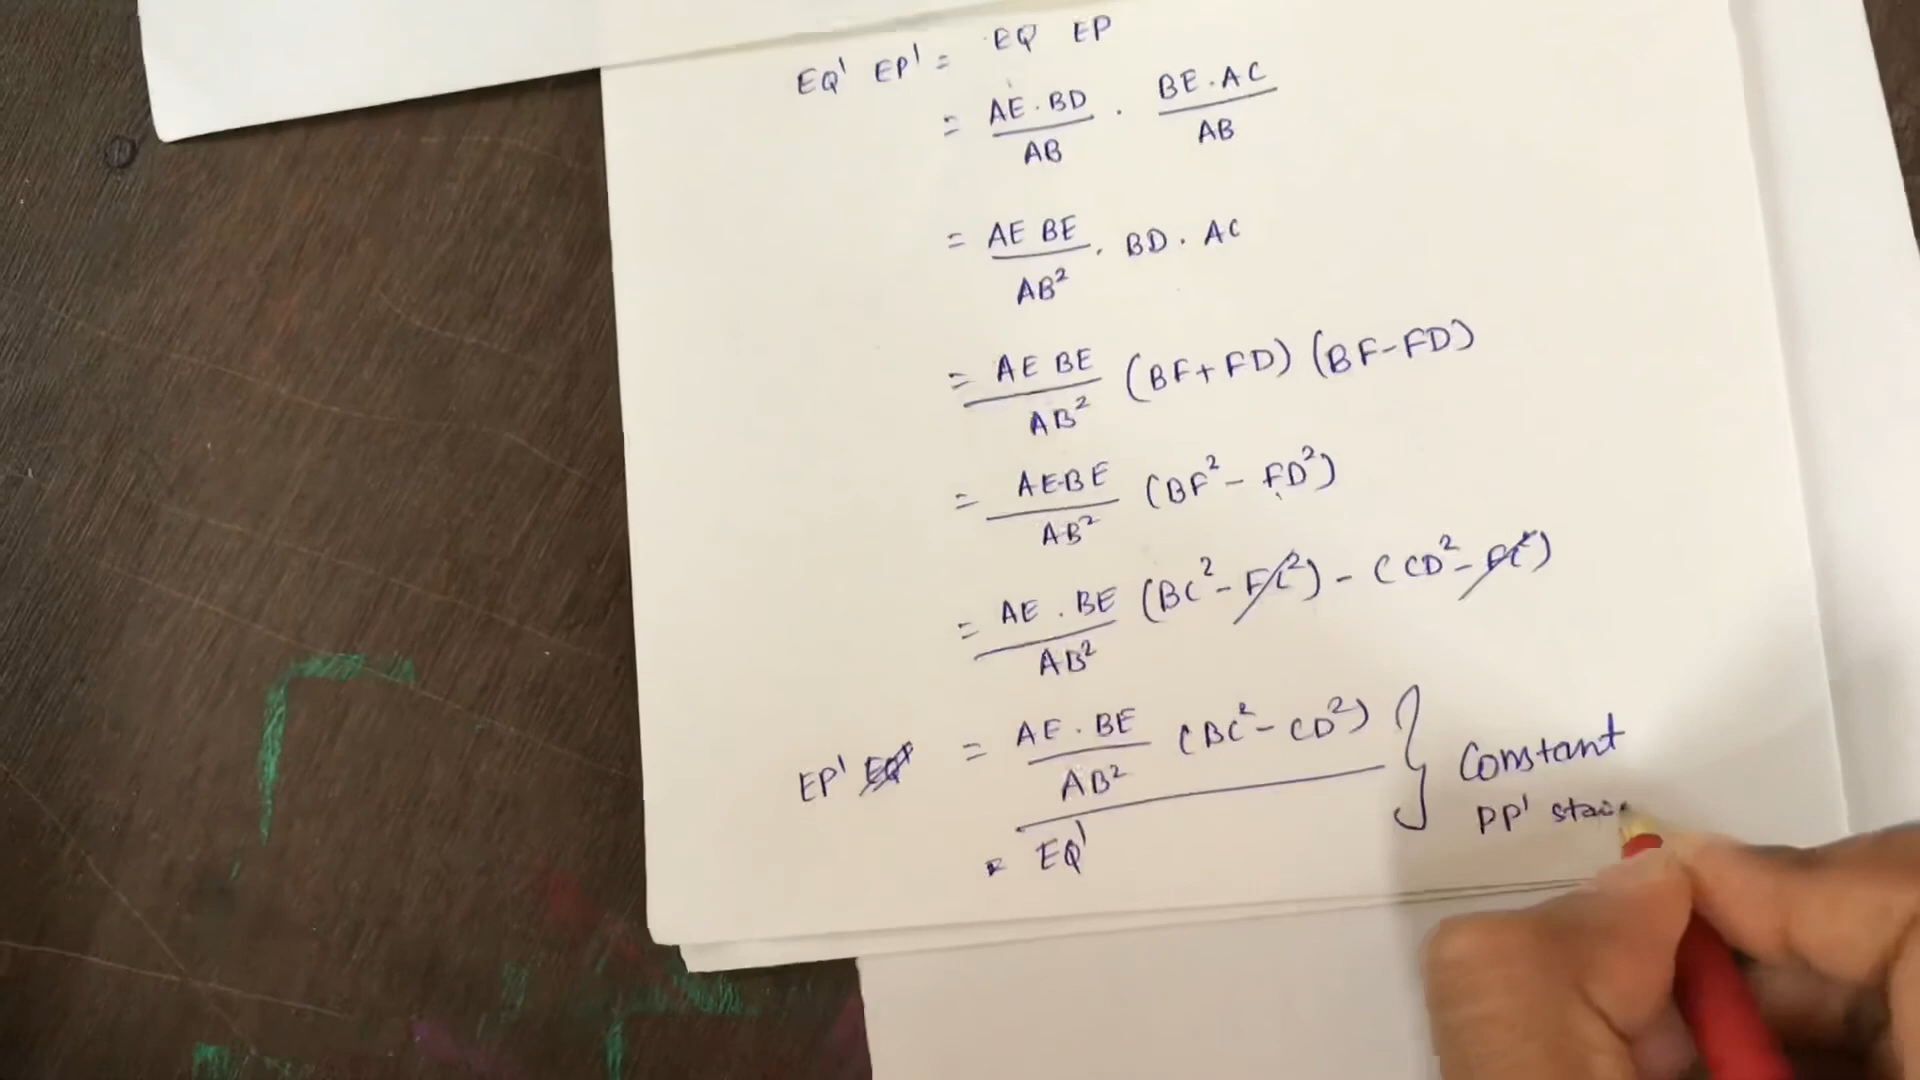 EQ' EP' = EQ EP
= AE . BD / AB . BE . AC / AB
= AE BE / AB² . BD . AC
= AE BE / AB² (BF + FD) (BF - FD)
= AE·BE / AB² (BF² - FD²)
= AE . BE / AB² (BC² - FC²) - (CD² - FC²)
EP' EQ' = AE . BE / AB² (BC² - CD²) } Constant
= EQ' PP'